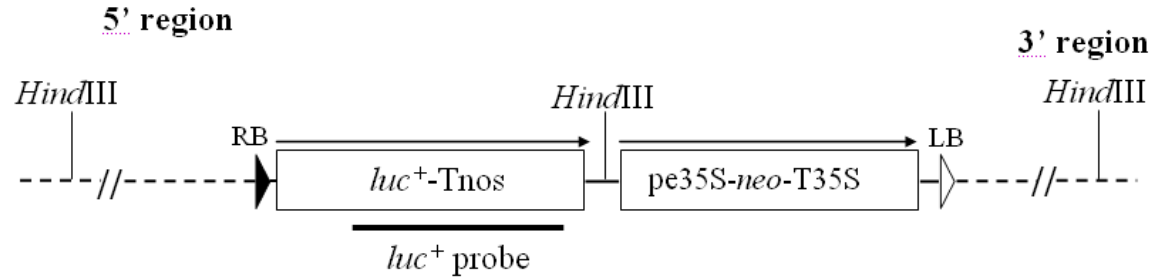 5’ region
3’ region
HindIII
HindIII
HindIII
RB
LB
luc⁺-Tnos
pe35S-neo-T35S
//
//
luc⁺ probe